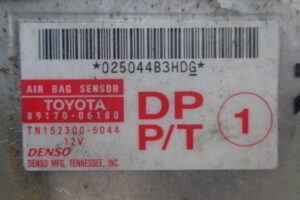 *025044B3HDG*
AIR BAG SENSOR
TOYOTA
89170-06180
TN152300-5044
12V
DENSO
DENSO MFG. TENNESSEE, INC.
DP
P/T
1